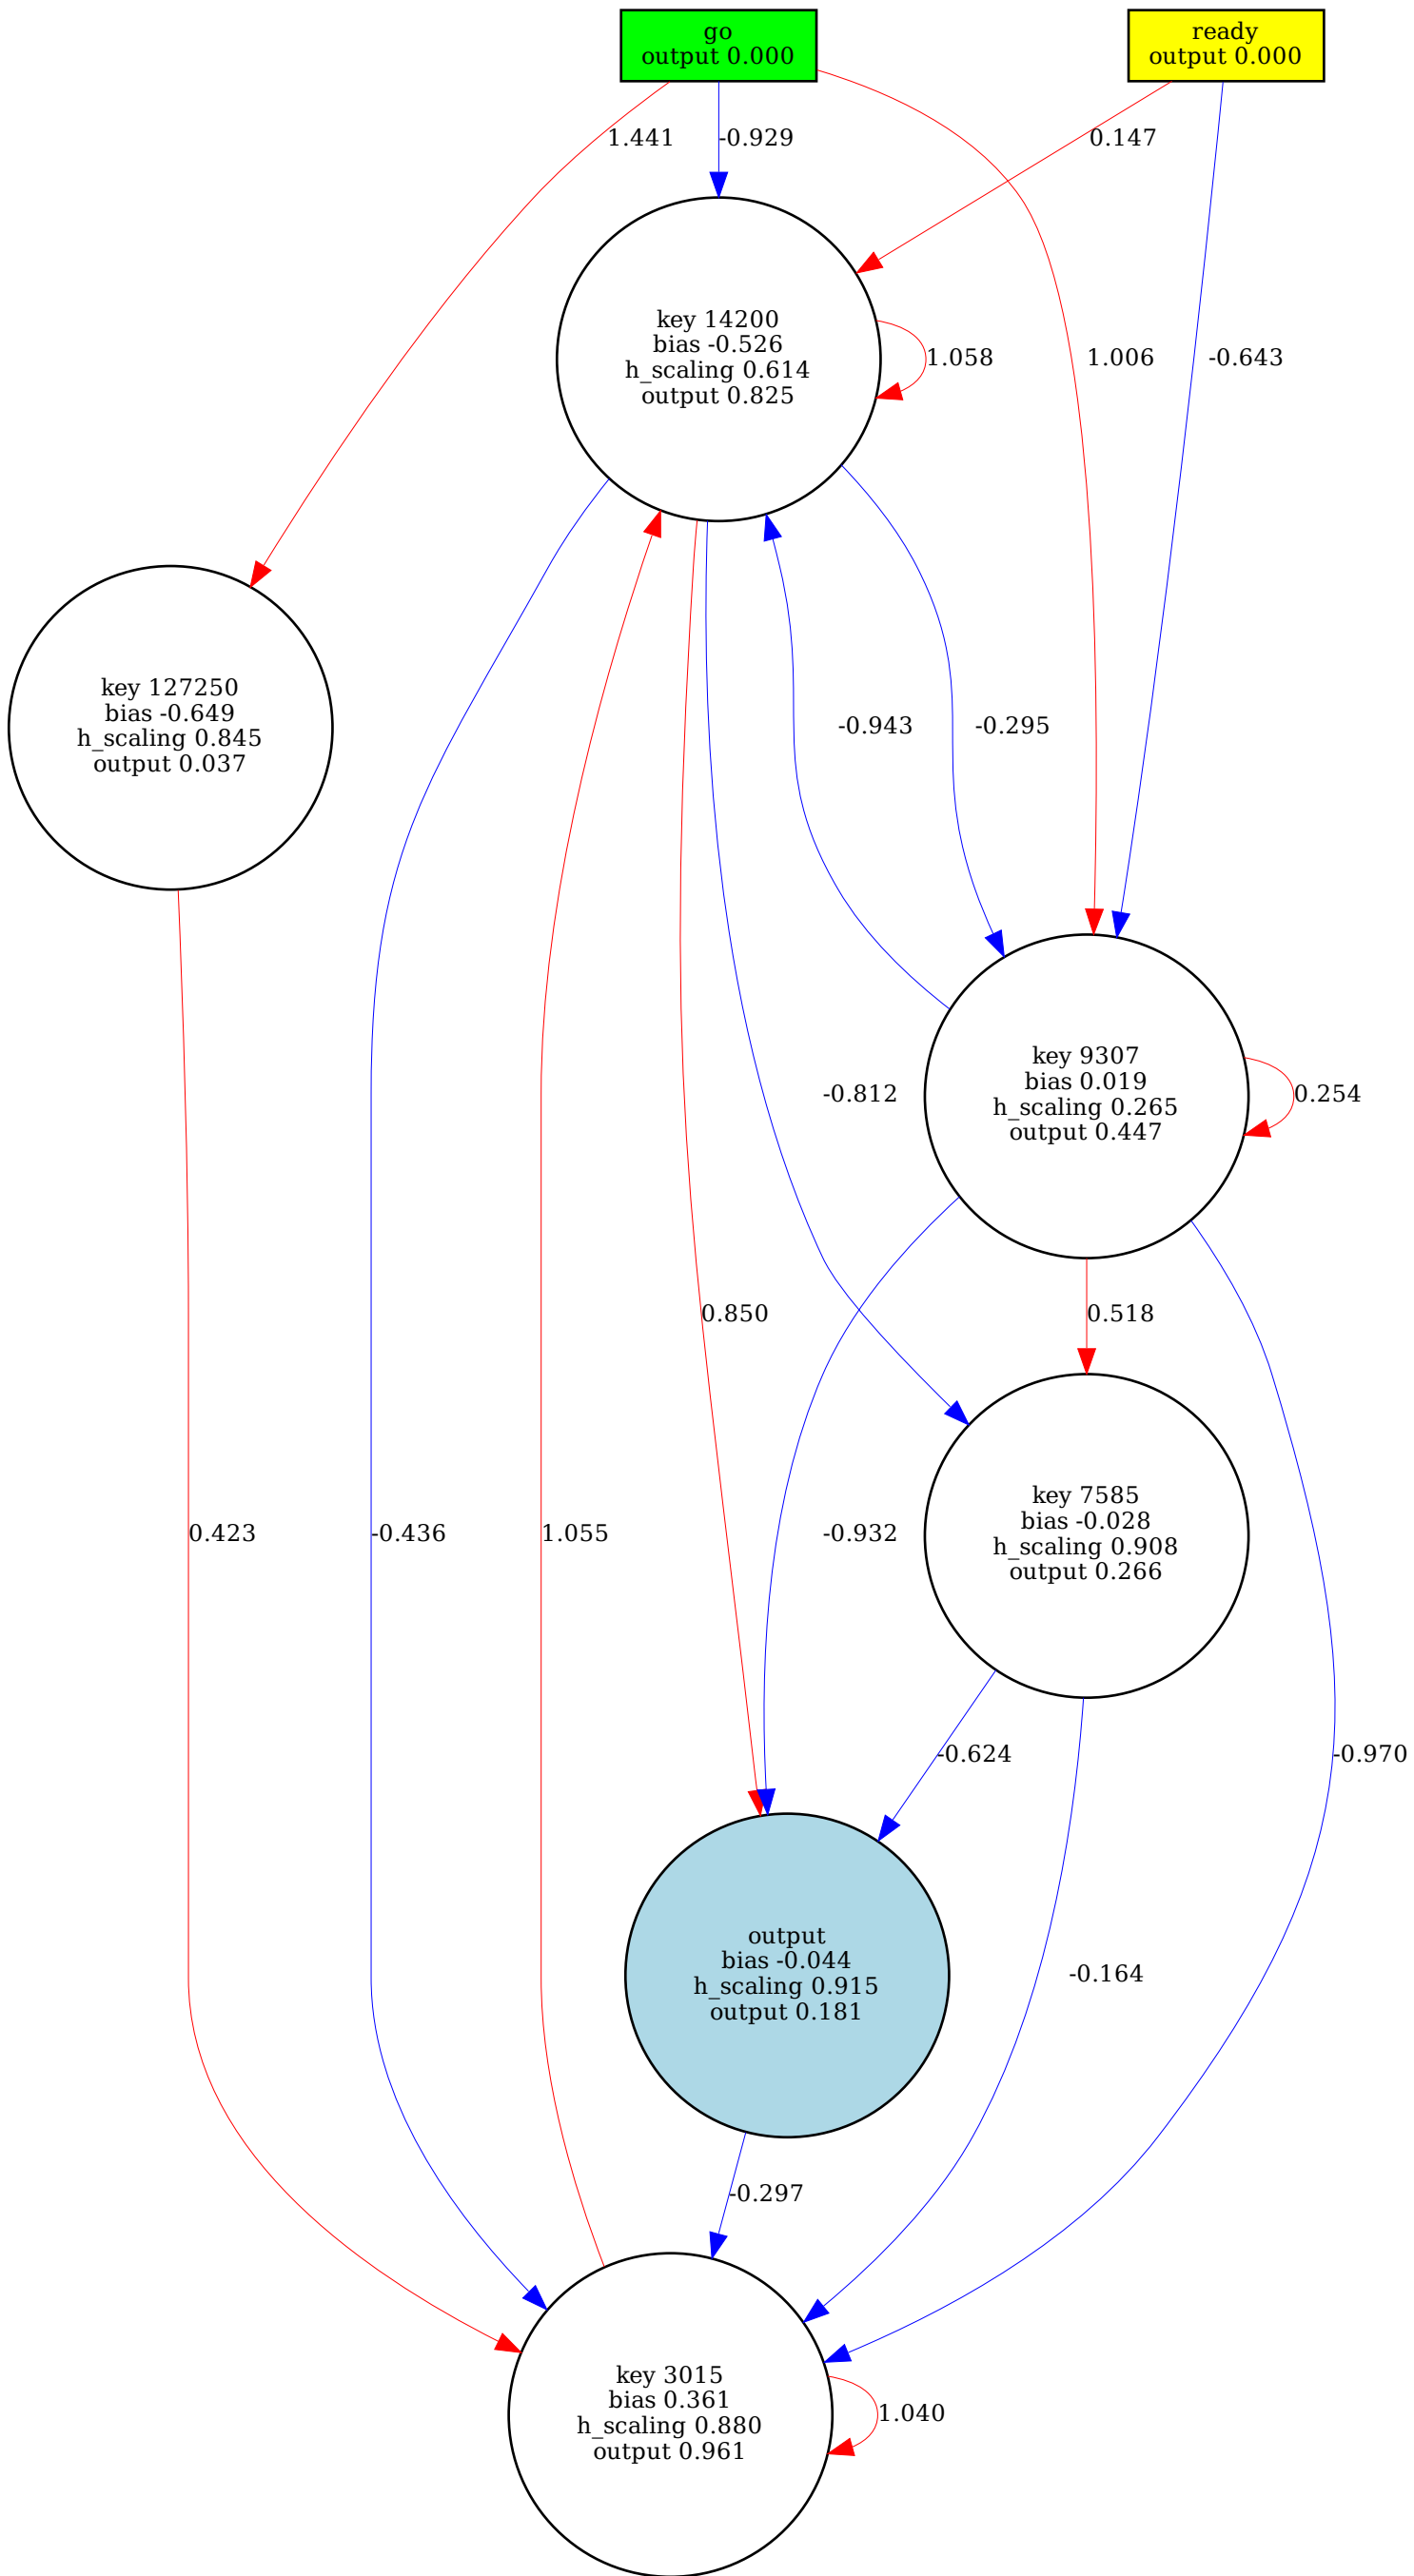 go
output 0.000
ready
output 0.000
1.441
-0.929
0.147
key 14200
bias -0.526
h_scaling 0.614
output 0.825
1.058
1.006
-0.643
key 127250
bias -0.649
h_scaling 0.845
output 0.037
-0.943
-0.295
key 9307
bias 0.019
h_scaling 0.265
output 0.447
-0.812
0.254
0.850
0.518
key 7585
bias -0.028
h_scaling 0.908
output 0.266
0.423
-0.436
1.055
-0.932
-0.624
-0.970
output
bias -0.044
h_scaling 0.915
output 0.181
-0.164
-0.297
key 3015
bias 0.361
h_scaling 0.880
output 0.961
1.040